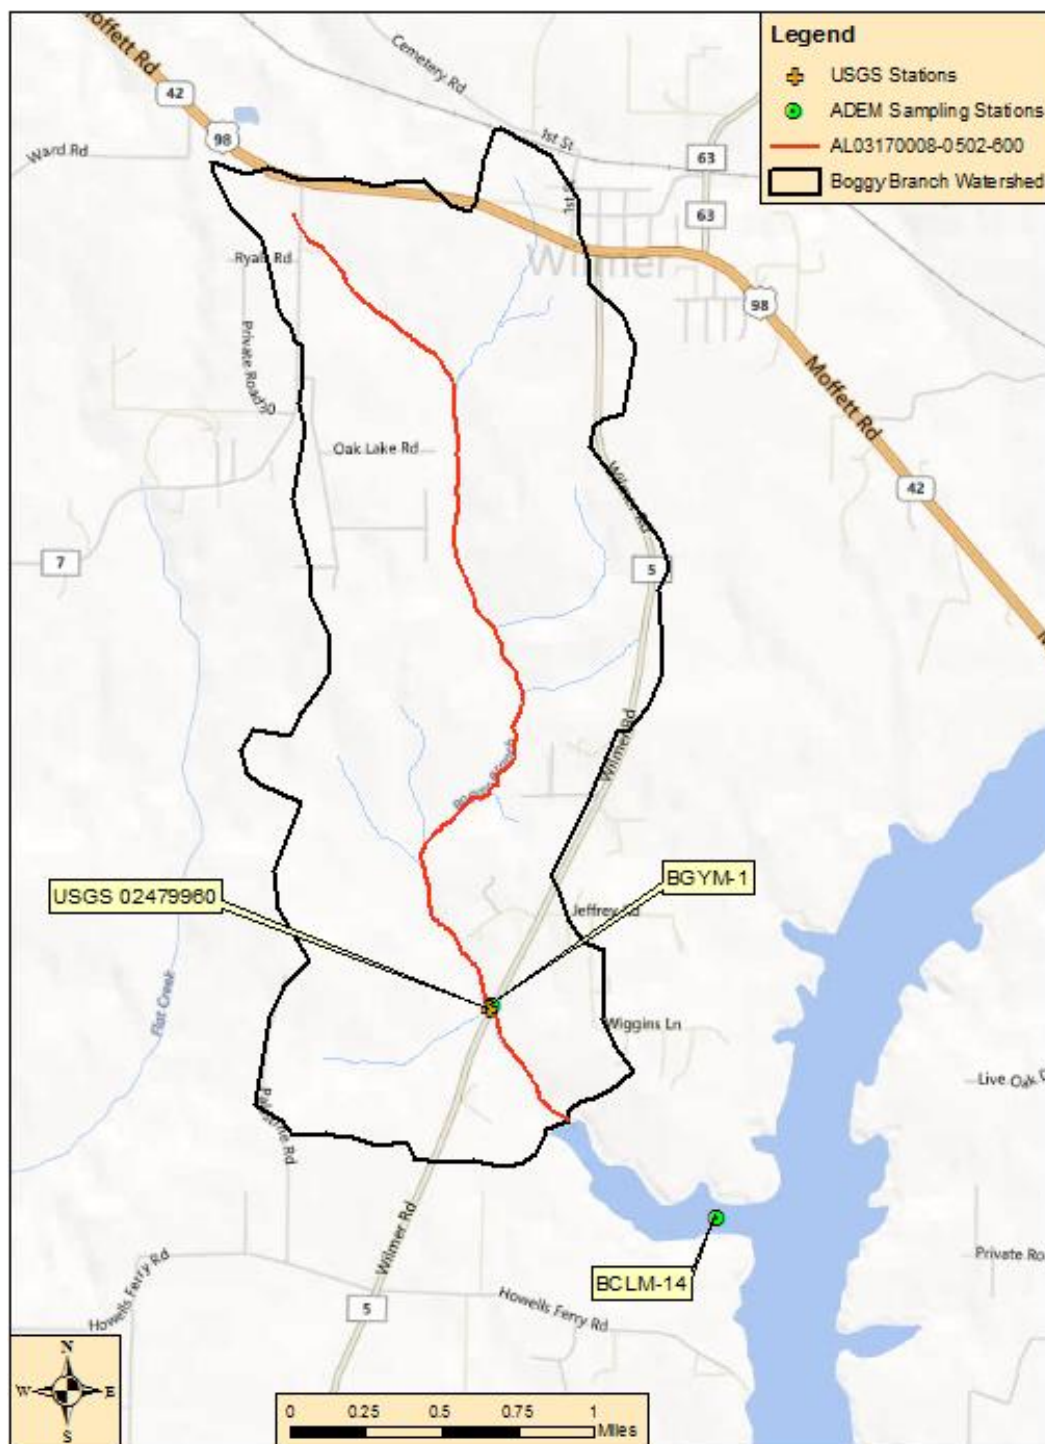 Moffett Rd
42
98
Cemetery Rd
1st St
63
Ward Rd
63
Legend
USGS Stations
ADEM Sampling Stations
AL03170008-0502-600
Boggy Branch Watershed
Wilmer
98
Ryan Rd
Private Road
Moffett Rd
Oak Lake Rd
42
Wilmer Rd
7
5
Wilmer Rd
Boggy Branch
USGS 02479960
BGYM-1
Jeffrey Rd
Flat Creek
Wiggins Ln
Live Oak
Rd
Wilmer Rd
BCLM-14
Private Ro
Howells Ferry Rd
5
Howells Ferry Rd
N
W E
S
0 0.25 0.5 0.75 1
Miles